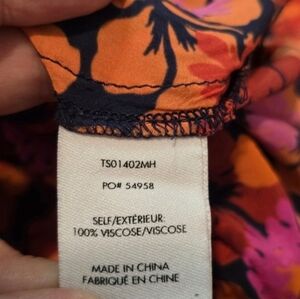 TS01402MH
PO# 54958
SELF/EXTÉRIEUR:
100% VISCOSE/VISCOSE
MADE IN CHINA
FABRIQUÉ EN CHINE